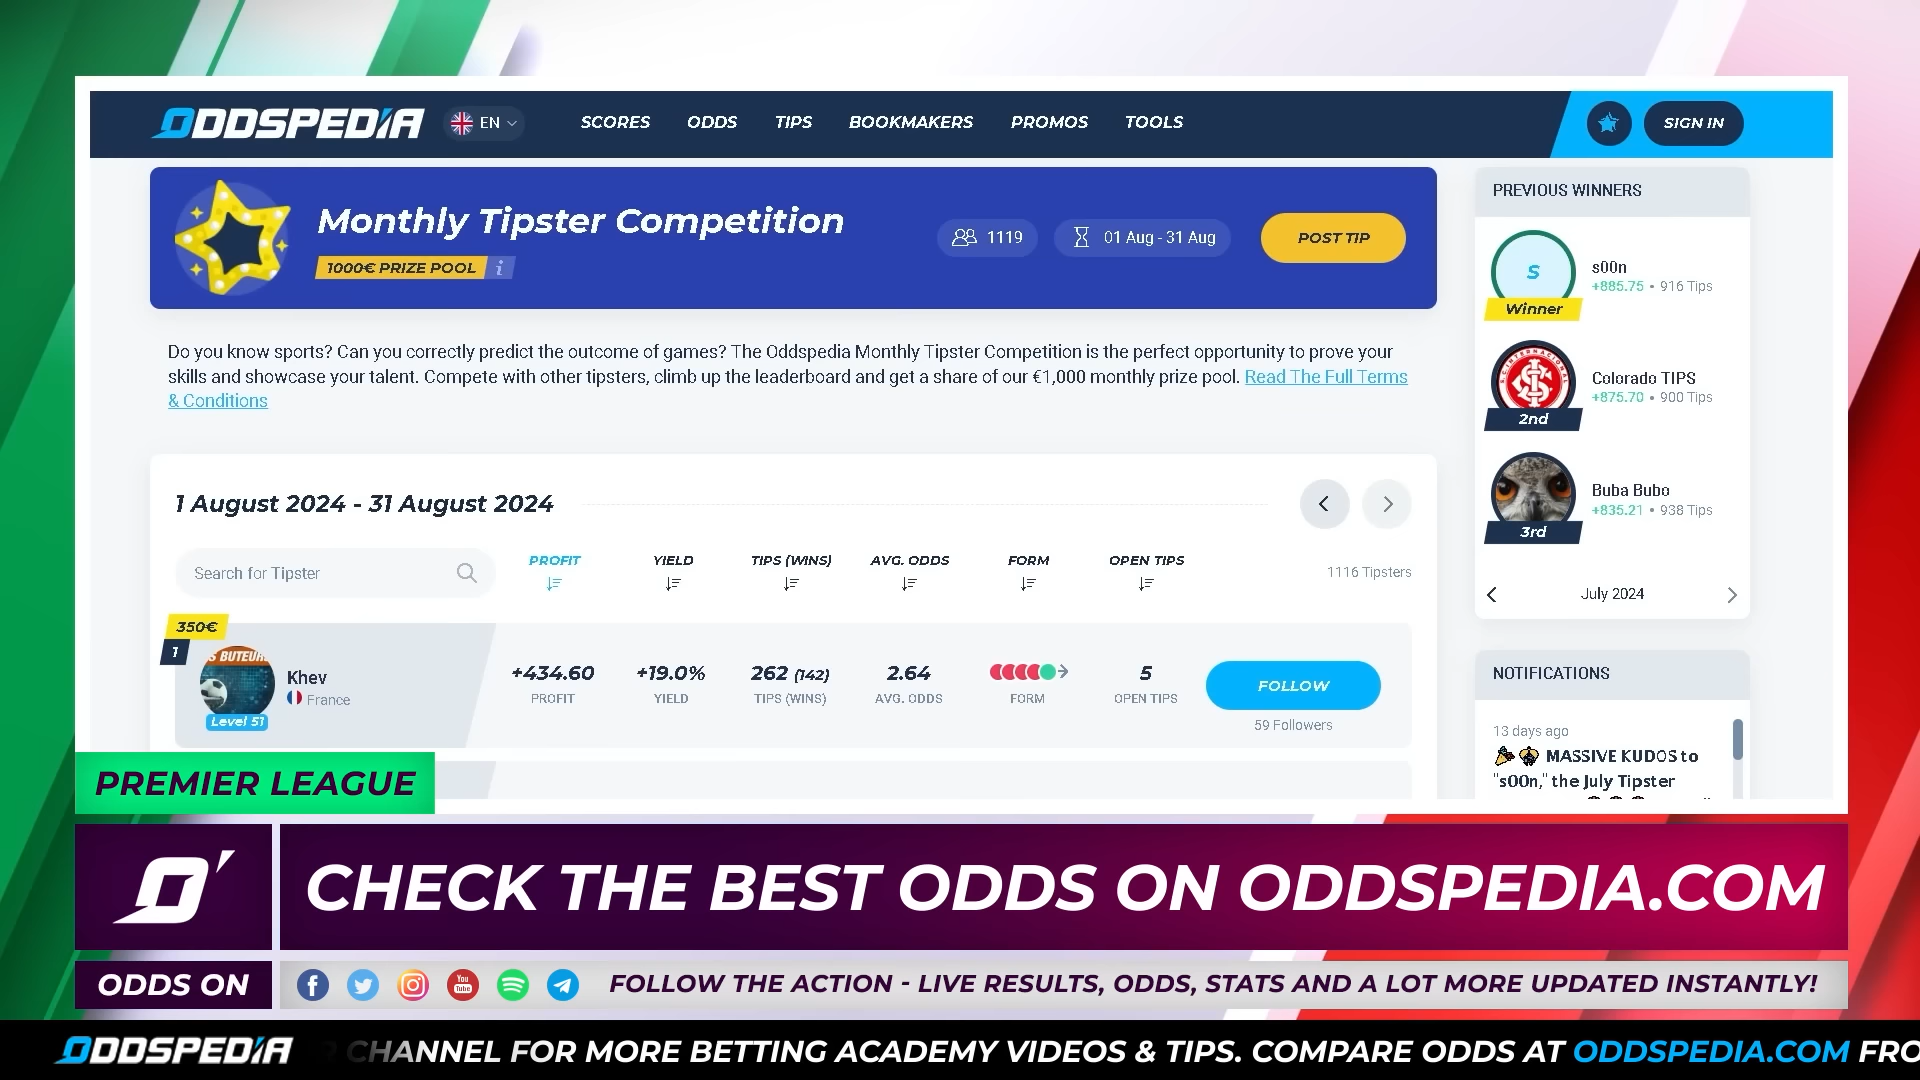 ODDSPEDIA
EN
SCORES
ODDS
TIPS
BOOKMAKERS
PROMOS
TOOLS
SIGN IN
Monthly Tipster Competition
1000€ PRIZE POOL i
1119
01 Aug - 31 Aug
POST TIP
Do you know sports? Can you correctly predict the outcome of games? The Oddspedia Monthly Tipster Competition is the perfect opportunity to prove your
skills and showcase your talent. Compete with other tipsters, climb up the leaderboard and get a share of our €1,000 monthly prize pool. Read The Full Terms
& Conditions
1 August 2024 - 31 August 2024
Search for Tipster
PROFIT
YIELD
TIPS (WINS)
AVG. ODDS
FORM
OPEN TIPS
1116 Tipsters
350€
1
S BUTEUR
Level 51
Khev
France
+434.60
PROFIT
+19.0%
YIELD
262 (142)
TIPS (WINS)
2.64
AVG. ODDS
FORM
5
OPEN TIPS
FOLLOW
59 Followers
PREVIOUS WINNERS
S
Winner
s00n
+885.75 • 916 Tips
2nd
Colorado TIPS
+875.70 • 900 Tips
3rd
Buba Bubo
+835.21 • 938 Tips
July 2024
NOTIFICATIONS
13 days ago
MASSIVE KUDOS to
"s00n," the July Tipster
PREMIER LEAGUE
CHECK THE BEST ODDS ON ODDSPEDIA.COM
ODDS ON
You
Tube
FOLLOW THE ACTION - LIVE RESULTS, ODDS, STATS AND A LOT MORE UPDATED INSTANTLY!
ODDSPEDIA
R CHANNEL FOR MORE BETTING ACADEMY VIDEOS & TIPS. COMPARE ODDS AT ODDSPEDIA.COM FRO